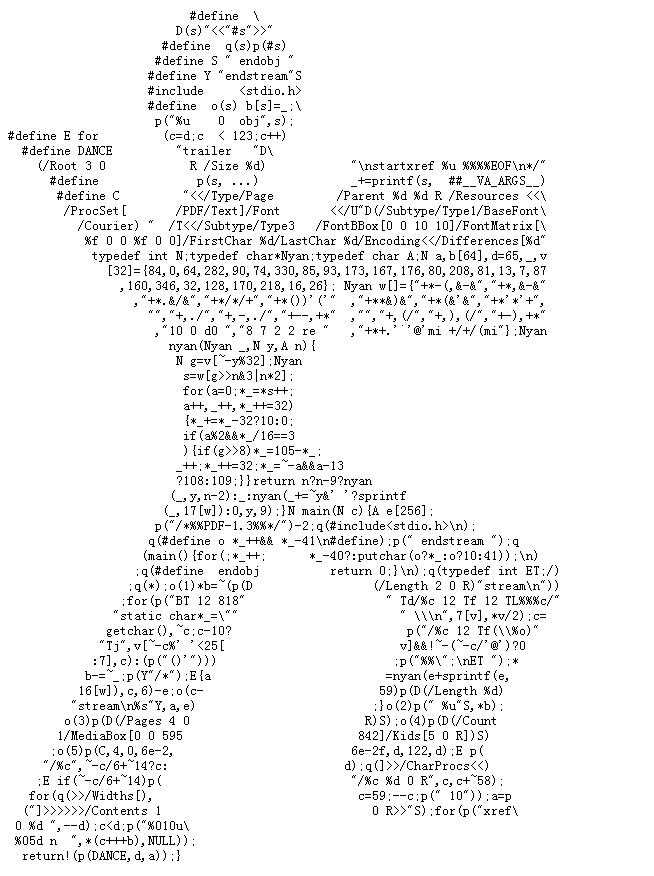 #define \
D(s)"<<"#s">>"
#define q(s)p(#s)
#define S " endobj "
#define Y "endstream"S
#include <stdio.h>
#define o(s) b[s]=_;\
p("%u 0 obj",s);
#define E for (c=d;c < 123;c++)
#define DANCE "trailer "D\
(/Root 3 0 R /Size %d) "\nstartxref %u %%%%EOF\n*/"
#define p(s, ...) _+=printf(s, ##__VA_ARGS__)
#define C "<</Type/Page /Parent %d %d R /Resources <<\
/ProcSet[ /PDF/Text]/Font <</U"D(/Subtype/Type1/BaseFont\
/Courier) " /T<</Subtype/Type3 /FontBBox[0 0 10 10]/FontMatrix[\
%f 0 0 %f 0 0]/FirstChar %d/LastChar %d/Encoding<</Differences[%d"
typedef int N;typedef char*Nyan;typedef char A;N a,b[64],d=65,_,v
[32]={84,0,64,282,90,74,330,85,93,173,167,176,80,208,81,13,7,87
,160,346,32,128,170,218,16,26}; Nyan w[]={"+*-(,&-&","+*,&-&"
,"+*.&/&","+*/*/+","+*())'('" ,"+**&)&","+*(&'&","+*'*'+",
"","+,./","+,-,./","+--,+*" ,"","+,(/","+,),(/","+-),+*"
,"10 0 d0 ","8 7 2 2 re " ,"+*+.''@'mi +/+/(mi"};Nyan
nyan(Nyan _,N y,A n){
N g=v[~-y%32];Nyan
s=w[g>>n&3|n*2];
for(a=0;*_=*s++;
a++,_++,*_++=32)
{*_+=*_-32?10:0;
if(a%2&&*_/16==3
){if(g>>8)*_=105-*_;
_++;*_++=32;*_=~-a&&a-13
?108:109;}}return n?n-9?nyan
(_,y,n-2):_:nyan(_+=~y&' '?sprintf
(_,17[w]):0,y,9);}N main(N c){A e[256];
p("/*%%PDF-1.3%%*/")-2;q(#include<stdio.h>\n);
q(#define o *_++&& *_-41\n#define);p(" endstream ");q
(main(){for(;*_++; *_-40?:putchar(o?*_:o?10:41));\n)
;q(#define endobj return 0;}\n);q(typedef int ET;/)
;q(*);o(1)*b=~(p(D (/Length 2 0 R)"stream\n"))
;for(p("BT 12 818" " Td/%c 12 Tf 12 TL%%%c/"
"static char*_=\"" \\\n",7[v],*v/2);c=
getchar(),~c;c-10? p("/%c 12 Tf(\\%o)"
"Tj",v[~-c%' '<25[ v]&&!~-(~-c/'@')?0
:7],c):(p("()'"))) ;p("%%\";\nET ");*
b-=~_;p(Y"/*");E{a =nyan(e+sprintf(e,
16[w]),c,6)-e;o(c- 59)p(D(/Length %d)
"stream\n%s"Y,a,e) ;}o(2)p(" %u"S,*b);
o(3)p(D(/Pages 4 0 R)S);o(4)p(D(/Count
1/MediaBox[0 0 595 842]/Kids[5 0 R])S)
;o(5)p(C,4,0,6e-2, 6e-2f,d,122,d);E p(
"/%c",~-c/6+~14?c: d);q(]>>/CharProcs<<)
;E if(~-c/6+~14)p( "/%c %d 0 R",c,c+~58);
for(q(>>/Widths[), c=59;--c;p(" 10"));a=p
("]>>>>>>/Contents 1 0 R>>"S);for(p("xref\
0 %d ",--d);c<d;p("%010u\
%05d n ",*(c+++b),NULL));
return!(p(DANCE,d,a));}